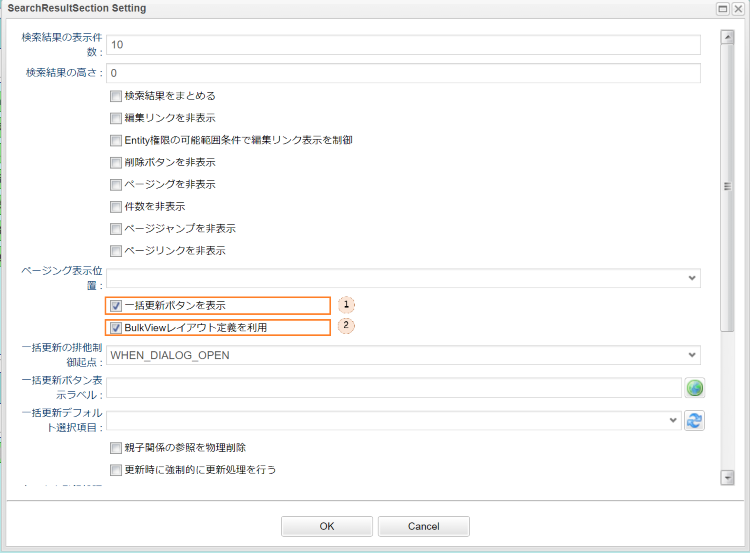 SearchResultSection Setting
検索結果の表示件
数 :
10
検索結果の高さ :
0
検索結果をまとめる
編集リンクを非表示
Entity権限の可能範囲条件で編集リンク表示を制御
削除ボタンを非表示
ページングを非表示
件数を非表示
ページジャンプを非表示
ページリンクを非表示
ページング表示位
置 :
一括更新ボタンを表示
1
BulkViewレイアウト定義を利用
2
一括更新の排他制
御起点 :
WHEN_DIALOG_OPEN
一括更新ボタン表
示ラベル :
一括更新デフォル
ト選択項目 :
親子関係の参照を物理削除
更新時に強制的に更新処理を行う
OK
Cancel